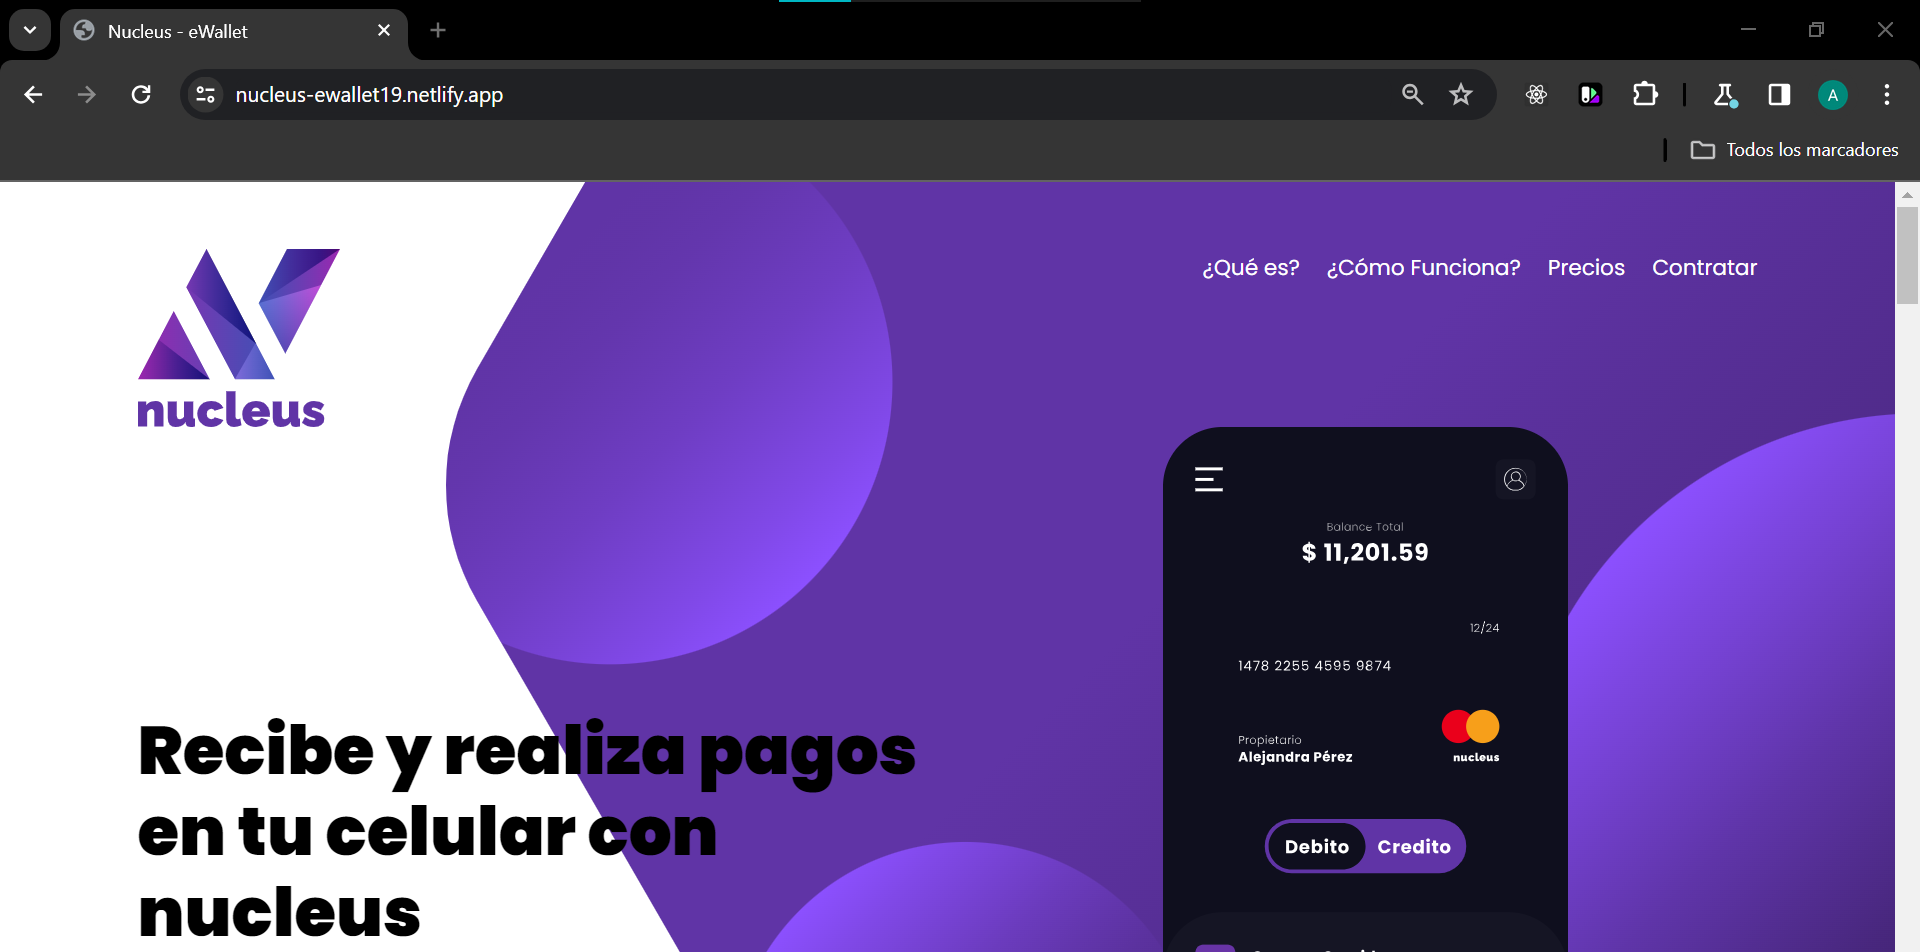 Nucleus - eWallet
nucleus-ewallet19.netlify.app
A
Todos los marcadores
nucleus
¿Qué es?
¿Cómo Funciona?
Precios
Contratar
Balance Total
$ 11,201.59
12/24
1478 2255 4595 9874
Propietario
Alejandra Pérez
nucleus
Debito
Credito
Recibe y realiza pagos
en tu celular con
nucleus